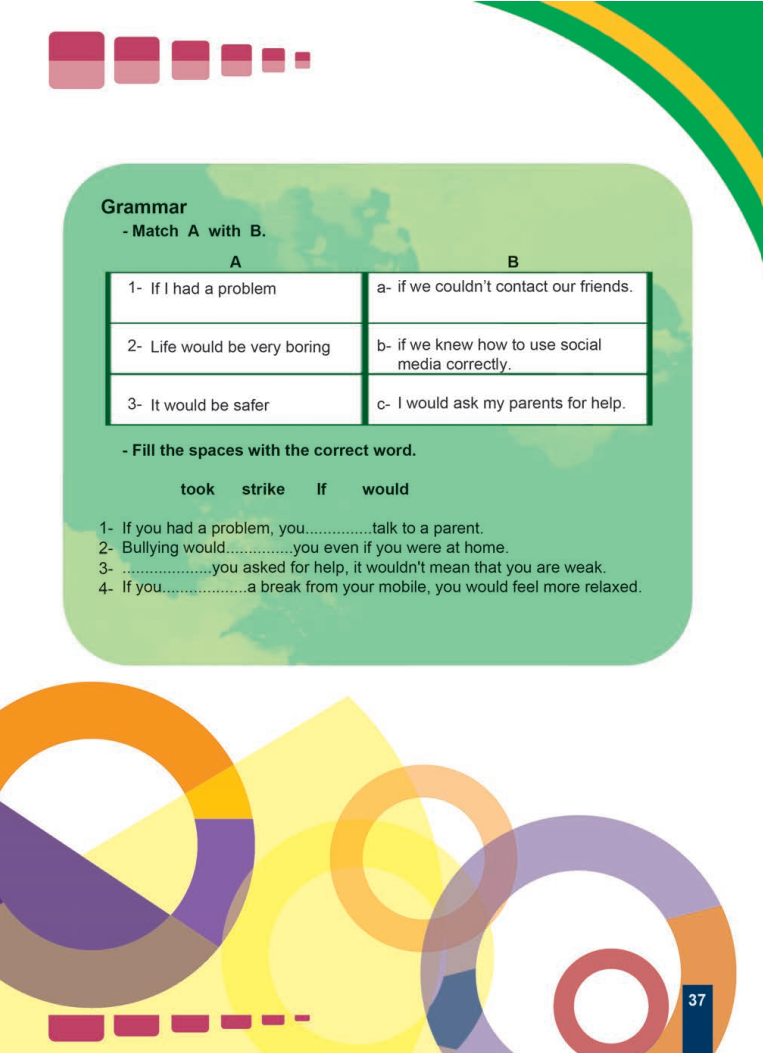 Grammar
- Match A with B.
A B
1- If I had a problem
a- if we couldn't contact our friends.
2- Life would be very boring
b- if we knew how to use social
media correctly.
3- It would be safer
c- I would ask my parents for help.
- Fill the spaces with the correct word.
took strike If would
1- If you had a problem, you...............talk to a parent.
2- Bullying would...............you even if you were at home.
3- ....................you asked for help, it wouldn't mean that you are weak.
4- If you...................a break from your mobile, you would feel more relaxed.
37